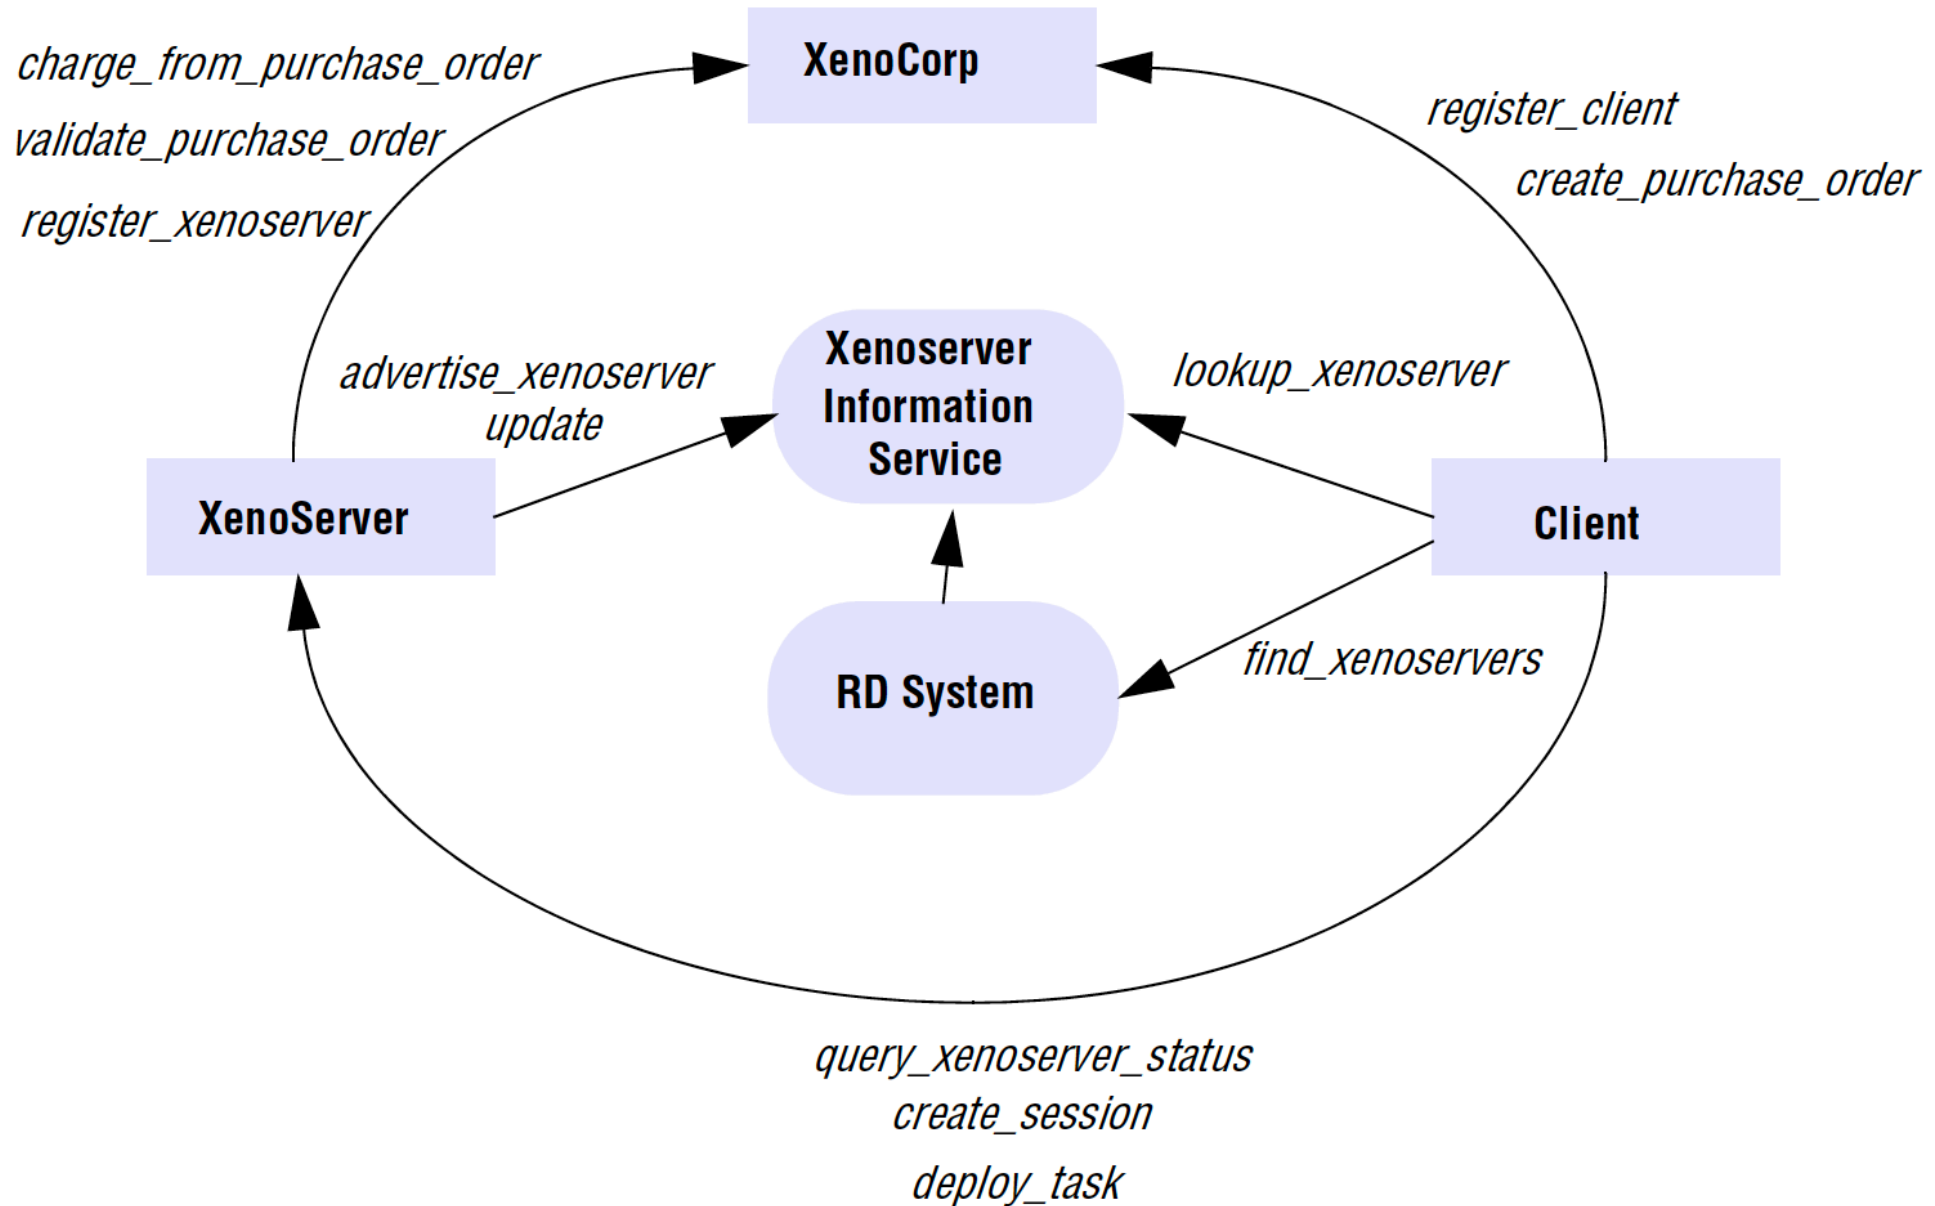 XenoCorp
charge_from_purchase_order
validate_purchase_order
register_xenoserver
register_client
create_purchase_order
Xenoserver
Information
Service
advertise_xenoserver
update
lookup_xenoserver
XenoServer
Client
RD System
find_xenoservers
query_xenoserver_status
create_session
deploy_task